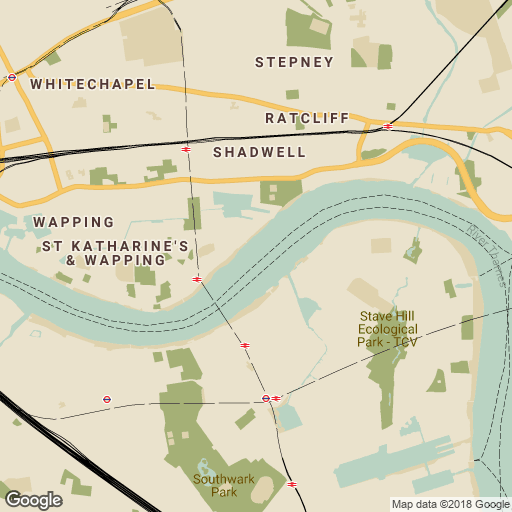 STEPNEY
WHITECHAPEL
RATCLIFF
SHADWELL
WAPPING
ST KATHARINE'S
& WAPPING
River Thames
Stave Hill
Ecological
Park - TCV
Southwark
Park
Google
Map data ©2018 Google